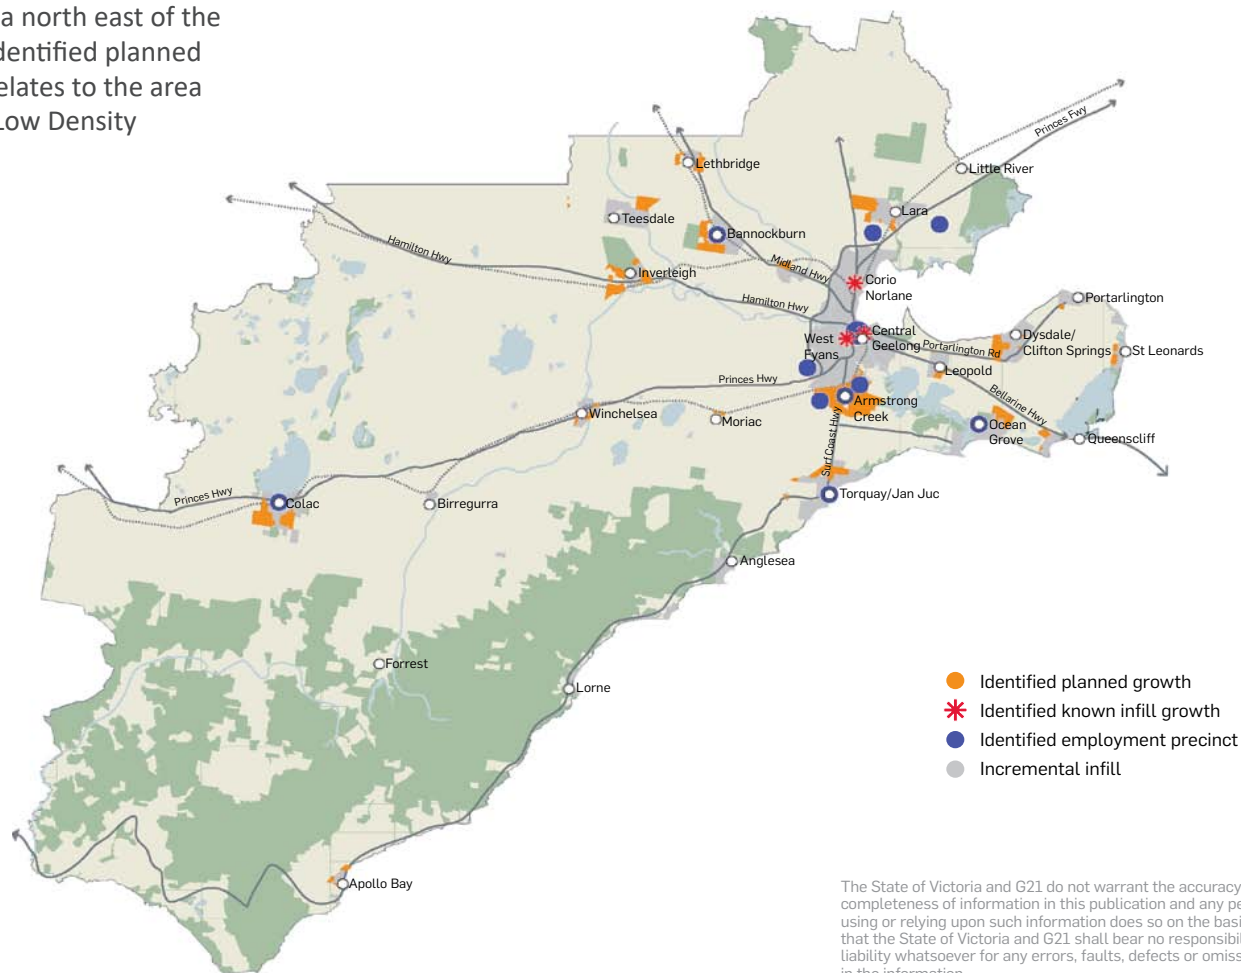 a north east of the
dentified planned
elates to the area
Low Density
Princes Fwy
Little River
Lethbridge
Lara
Teesdale
Bannockburn
Hamilton Hwy
Midland Hwy
Inverleigh
Corio
Norlane
Portarlington
Hamilton Hwy
Central
Geelong
West
Fyans
Portarlington Rd
Dysdale/
Clifton Springs
St Leonards
Leopold
Princes Hwy
Bellarine Hwy
Armstrong
Creek
Winchelsea
Moriac
Ocean
Grove
Queenscliff
Surf Coast Hwy
Princes Hwy
Colac
Birregurra
Torquay/Jan Juc
Anglesea
Forrest
Lorne
Apollo Bay
Identified planned growth
Identified known infill growth
Identified employment precinct
Incremental infill
The State of Victoria and G21 do not warrant the accuracy
completeness of information in this publication and any pe
using or relying upon such information does so on the basi
that the State of Victoria and G21 shall bear no responsibil
liability whatsoever for any errors, faults, defects or omiss
in the information